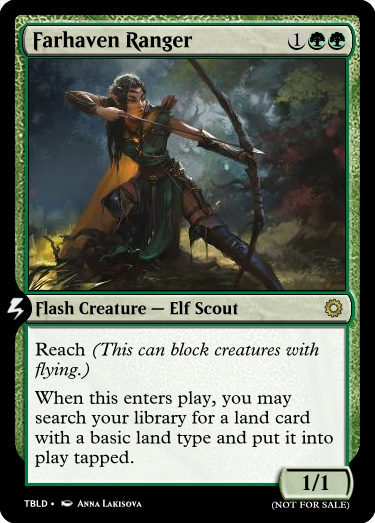 Farhaven Ranger 1
Flash Creature — Elf Scout
Reach (This can block creatures with
flying.)
When this enters play, you may
search your library for a land card
with a basic land type and put it into
play tapped.
1/1
TBLD • Anna Lakisova
(NOT FOR SALE)